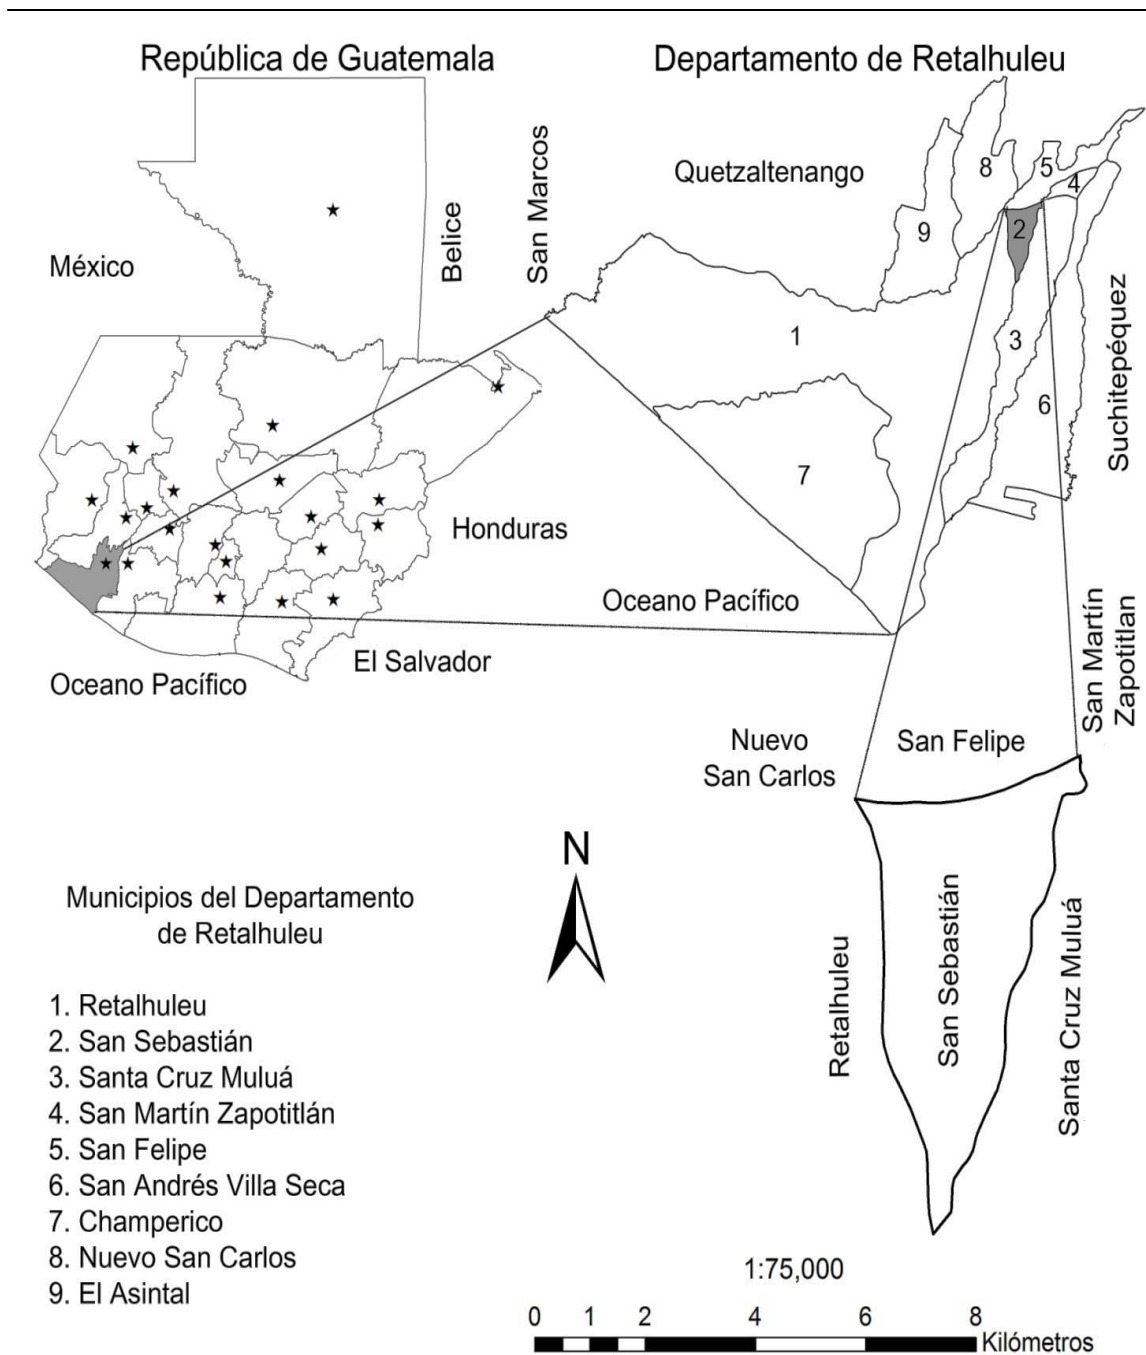 República de Guatemala
Departamento de Retalhuleu
México
Belice
San Marcos
Quetzaltenango
Honduras
El Salvador
Oceano Pacífico
Oceano Pacífico
Suchitepéquez
1
2
3
4
5
6
7
8
9
San Martín
Zapotitlan
Nuevo
San Carlos
San Felipe
Retalhuleu
San Sebastián
Santa Cruz Muluá
N
Municipios del Departamento
de Retalhuleu
1. Retalhuleu
2. San Sebastián
3. Santa Cruz Muluá
4. San Martín Zapotitlán
5. San Felipe
6. San Andrés Villa Seca
7. Champerico
8. Nuevo San Carlos
9. El Asintal
1:75,000
0 1 2 4 6 8
Kilómetros